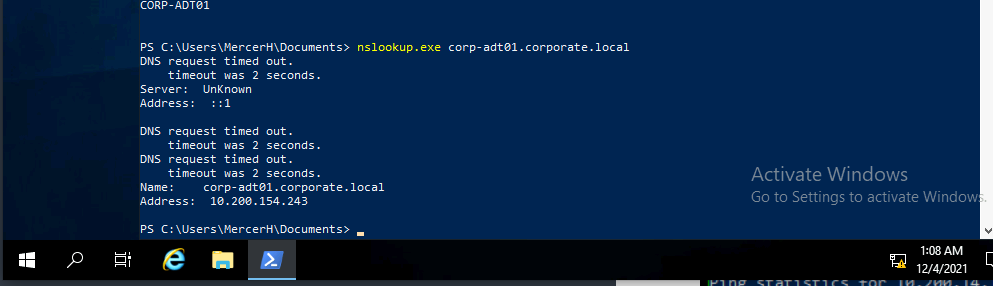 CORP-ADT01
PS C:\Users\MercerH\Documents> nslookup.exe corp-adt01.corporate.local
DNS request timed out.
    timeout was 2 seconds.
Server:  UnKnown
Address:  ::1
DNS request timed out.
    timeout was 2 seconds.
DNS request timed out.
    timeout was 2 seconds.
Name:    corp-adt01.corporate.local
Address:  10.200.154.243
PS C:\Users\MercerH\Documents>
Activate Windows
Go to Settings to activate Windows.
1:08 AM
12/4/2021
Ping statistics for 10.200.14.